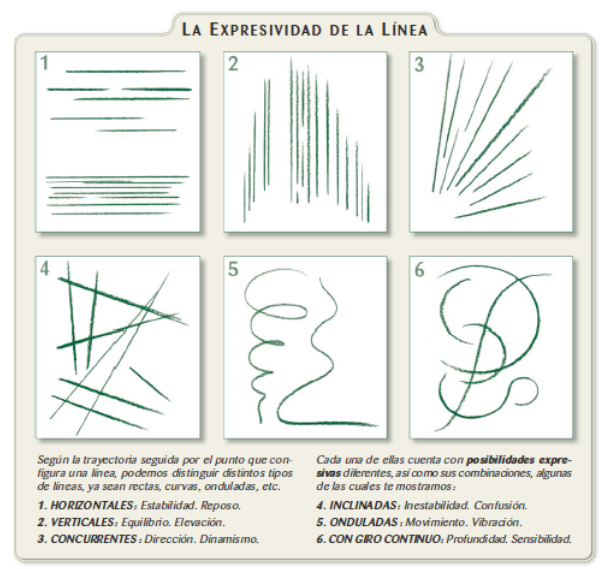 LA EXPRESIVIDAD DE LA LÍNEA
1
2
3
4
5
6
Según la trayectoria seguida por el punto que con-
figura una línea, podemos distinguir distintos tipos
de líneas, ya sean rectas, curvas, onduladas, etc.
1. HORIZONTALES: Estabilidad. Reposo.
2. VERTICALES: Equilibrio. Elevación.
3. CONCURRENTES: Dirección. Dinamismo.
Cada una de ellas cuenta con posibilidades expre-
sivas diferentes, así como sus combinaciones, algunas
de las cuales te mostramos:
4. INCLINADAS: Inestabilidad. Confusión.
5. ONDULADAS: Movimiento. Vibración.
6. CON GIRO CONTINUO: Profundidad. Sensibilidad.